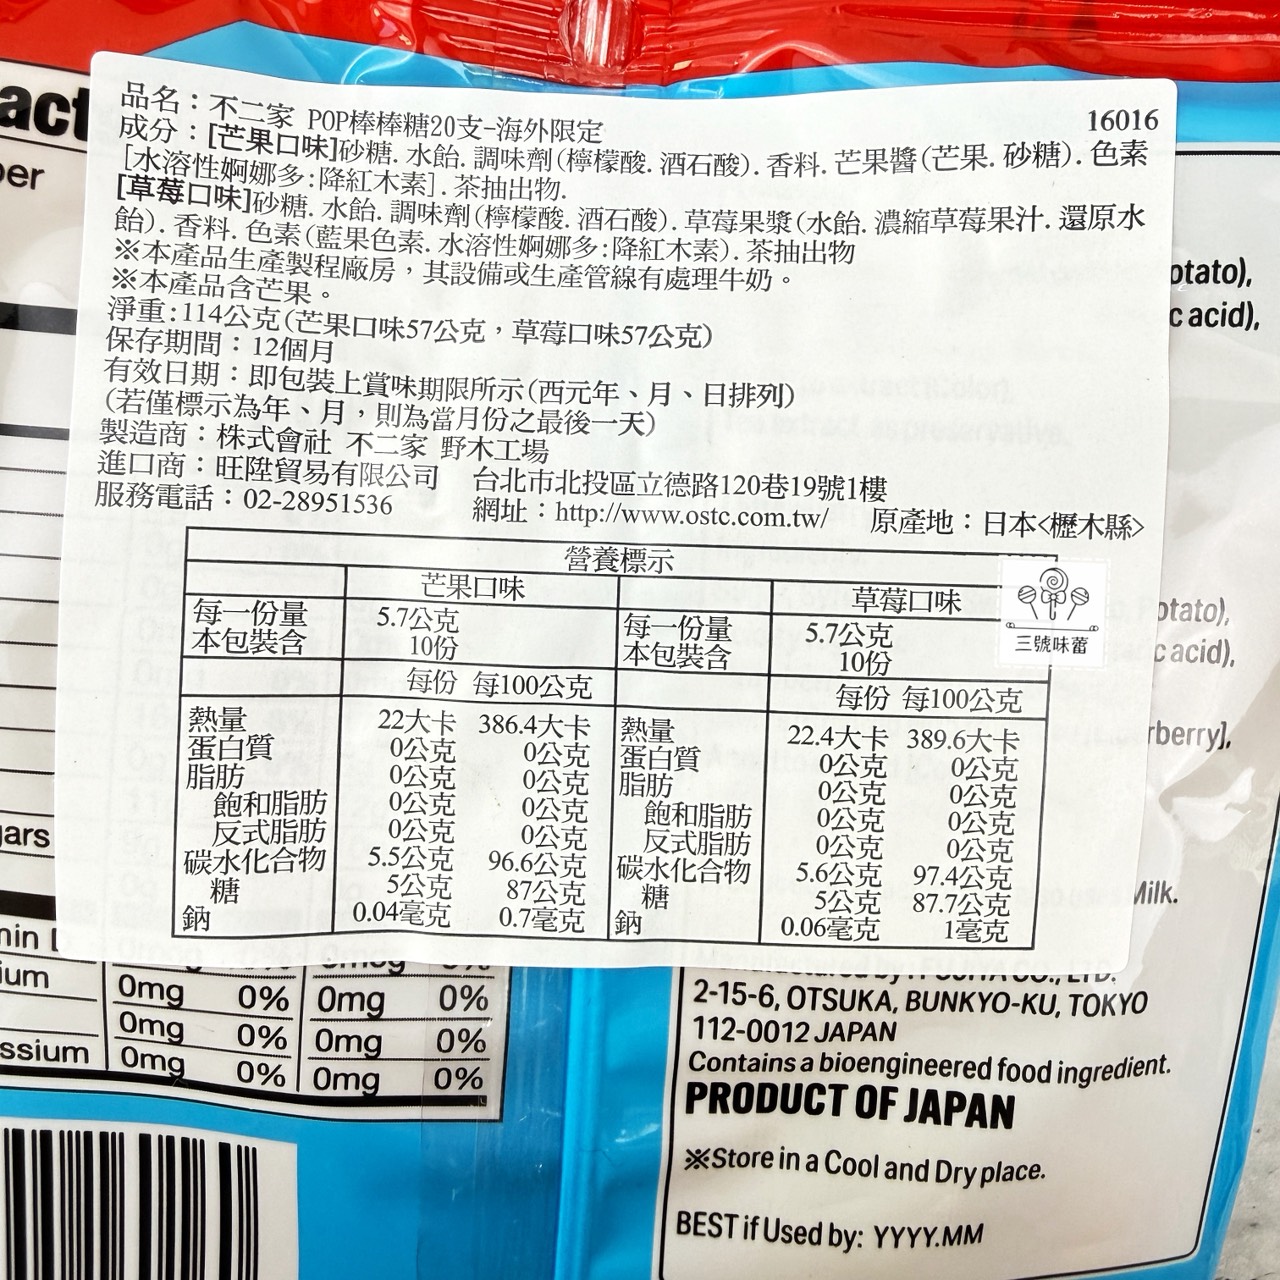 act
per
品名：不二家 POP棒棒糖20支-海外限定
16016
成分：[芒果口味]砂糖. 水飴. 調味劑(檸檬酸. 酒石酸). 香料. 芒果醬(芒果. 砂糖). 色素
[水溶性婀娜多:降紅木素]. 茶抽出物.
[草莓口味]砂糖. 水飴. 調味劑(檸檬酸. 酒石酸). 草莓果漿(水飴. 濃縮草莓果汁. 還原水
飴). 香料. 色素(藍果色素. 水溶性婀娜多:降紅木素). 茶抽出物
※本產品生產製程廠房，其設備或生產管線有處理牛奶。
※本產品含芒果。
淨重:114公克(芒果口味57公克，草莓口味57公克)
保存期間：12個月
有效日期：即包裝上賞味期限所示(西元年、月、日排列)
(若僅標示為年、月，則為當月份之最後一天)
製造商：株式會社 不二家 野木工場
進口商：旺陞貿易有限公司 台北市北投區立德路120巷19號1樓
服務電話：02-28951536 網址：http://www.ostc.com.tw/ 原產地：日本<櫪木縣>
營養標示
芒果口味 草莓口味
每一份量 5.7公克 每一份量 5.7公克
本包裝含 10份 本包裝含 10份
每份 每100公克 每份 每100公克
熱量 22大卡 386.4大卡 熱量 22.4大卡 389.6大卡
蛋白質 0公克 0公克 蛋白質 0公克 0公克
脂肪 0公克 0公克 脂肪 0公克 0公克
飽和脂肪 0公克 0公克 飽和脂肪 0公克 0公克
反式脂肪 0公克 0公克 反式脂肪 0公克 0公克
碳水化合物 5.5公克 96.6公克 碳水化合物 5.6公克 97.4公克
糖 5公克 87公克 糖 5公克 87.7公克
鈉 0.04毫克 0.7毫克 鈉 0.06毫克 1毫克
三號味蕾
otato),
c acid),
otato),
c acid),
rberry],
Milk.
gars
min D
ium 0mg 0% 0mg 0%
0mg 0% 0mg 0%
ssium 0mg 0% 0mg 0%
Manufactured by: FUJIYA CO., LTD.
2-15-6, OTSUKA, BUNKYO-KU, TOKYO
112-0012 JAPAN
Contains a bioengineered food ingredient.
PRODUCT OF JAPAN
※Store in a Cool and Dry place.
BEST if Used by: YYYY.MM